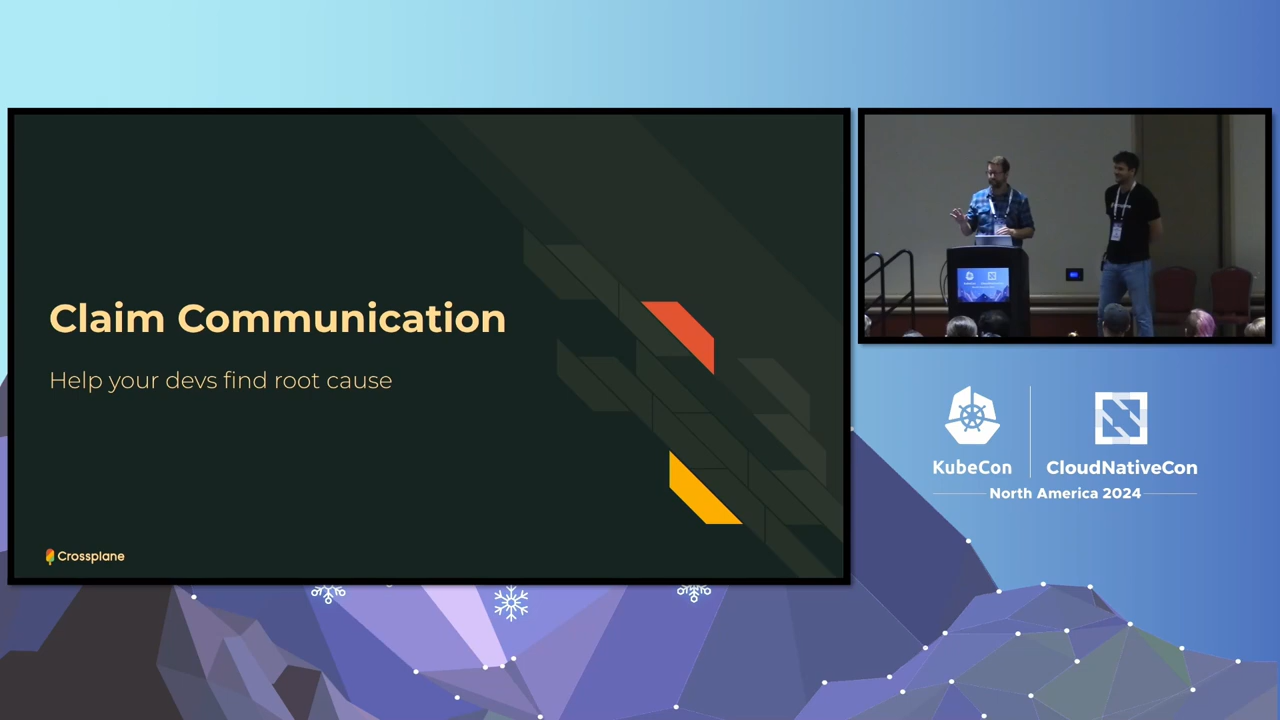 Claim Communication
Help your devs find root cause
Crossplane
KubeCon
CloudNativeCon
North America 2024